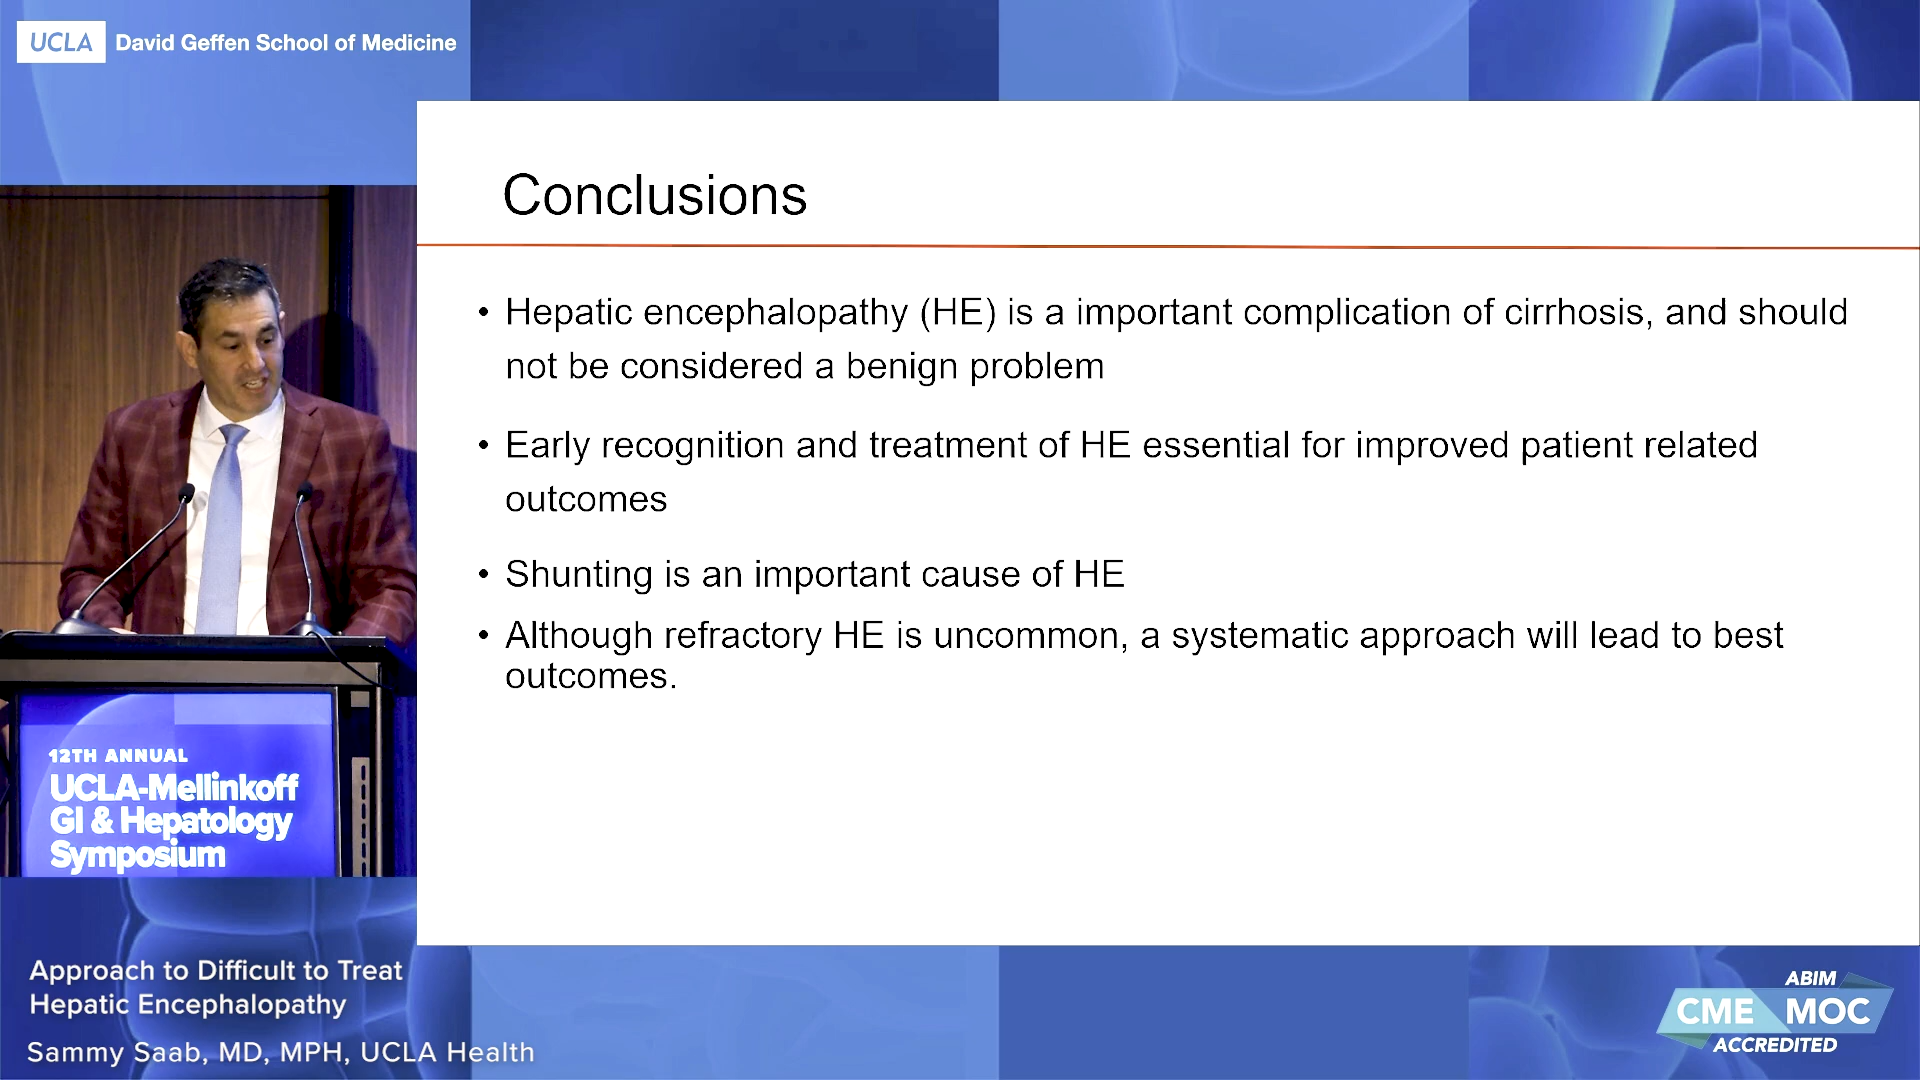 UCLA David Geffen School of Medicine
Conclusions
• Hepatic encephalopathy (HE) is a important complication of cirrhosis, and should
not be considered a benign problem
• Early recognition and treatment of HE essential for improved patient related
outcomes
• Shunting is an important cause of HE
• Although refractory HE is uncommon, a systematic approach will lead to best
outcomes.
12TH ANNUAL
UCLA-Mellinkoff
GI & Hepatology
Symposium
Approach to Difficult to Treat
Hepatic Encephalopathy
Sammy Saab, MD, MPH, UCLA Health
ABIM
CME MOC
ACCREDITED